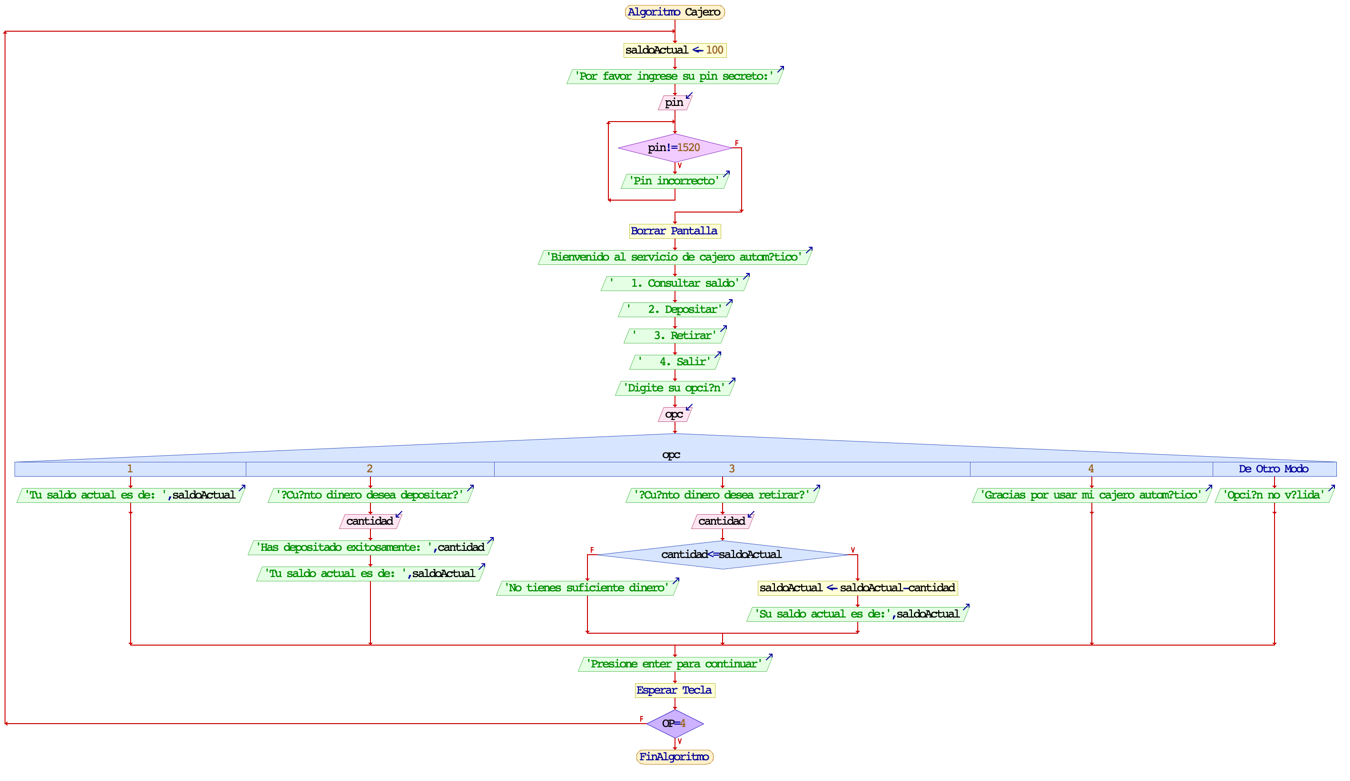 Algoritmo Cajero
saldoActual <- 100
'Por favor ingrese su pin secreto:'
pin
pin!=1520
F
V
'Pin incorrecto'
Borrar Pantalla
'Bienvenido al servicio de cajero autom?tico'
'   1. Consultar saldo'
'   2. Depositar'
'   3. Retirar'
'   4. Salir'
'Digite su opci?n'
opc
opc
1 2 3 4 De Otro Modo
'Tu saldo actual es de: ',saldoActual
'?Cu?nto dinero desea depositar?'
cantidad
'Has depositado exitosamente: ',cantidad
'Tu saldo actual es de: ',saldoActual
'?Cu?nto dinero desea retirar?'
cantidad
cantidad<=saldoActual
F
V
'No tienes suficiente dinero'
saldoActual <- saldoActual-cantidad
'Su saldo actual es de:',saldoActual
'Gracias por usar mi cajero autom?tico'
'Opci?n no v?lida'
'Presione enter para continuar'
Esperar Tecla
F
OP=4
V
FinAlgoritmo